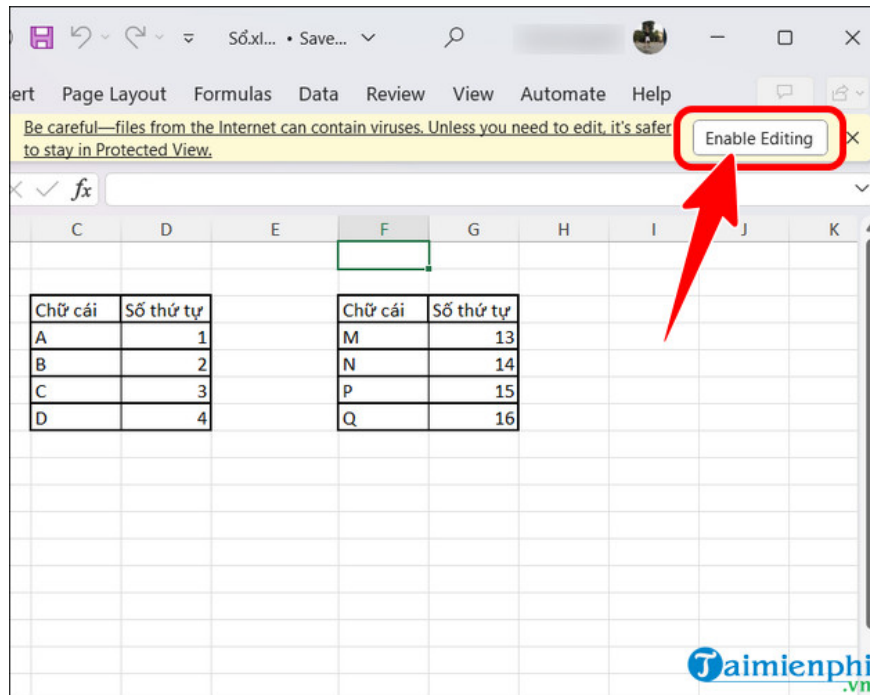 Sổ.xl... • Save...
ert Page Layout Formulas Data Review View Automate Help
Be careful—files from the Internet can contain viruses. Unless you need to edit, it's safer
to stay in Protected View.
Enable Editing
fx
C D E F G H I J K
Chữ cái Số thứ tự Chữ cái Số thứ tự
A 1 M 13
B 2 N 14
C 3 P 15
D 4 Q 16
Taimienphi
.vn